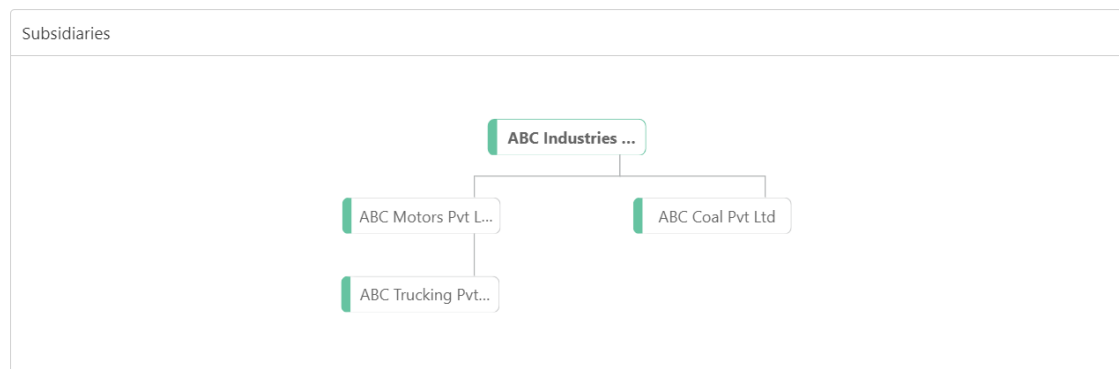 Subsidiaries
ABC Industries ...
ABC Motors Pvt L...
ABC Coal Pvt Ltd
ABC Trucking Pvt...